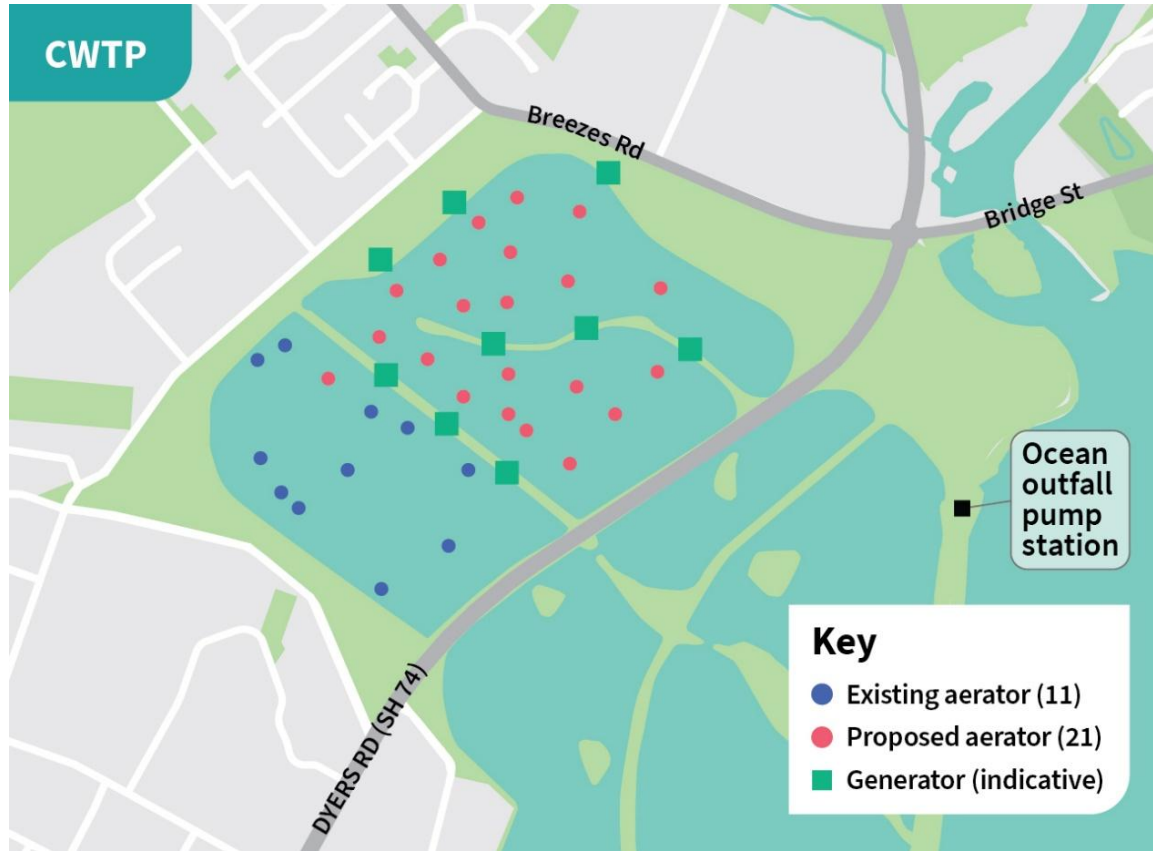 CWTP
Breezes Rd
Bridge St
Ocean
outfall
pump
station
DYERS RD (SH 74)
Key
Existing aerator (11)
Proposed aerator (21)
Generator (indicative)